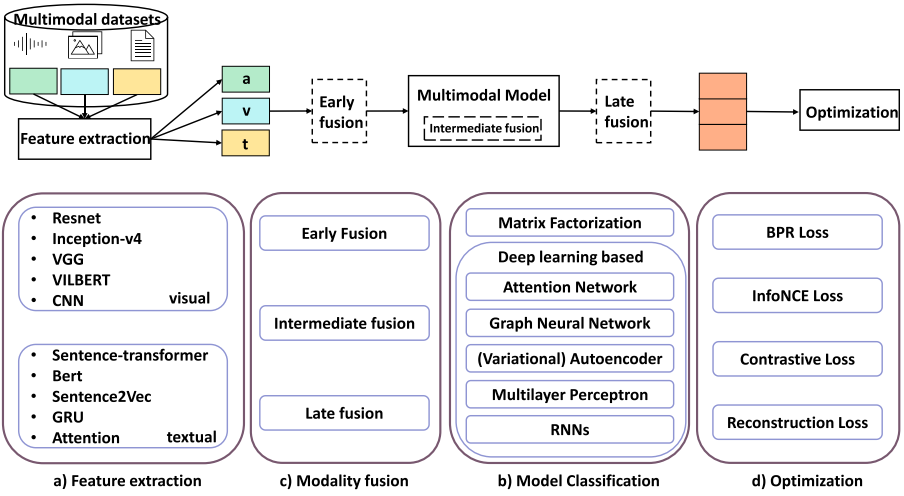 Multimodal datasets
Feature extraction
a
v
t
Early
fusion
Multimodal Model
Intermediate fusion
Late
fusion
Optimization
• Resnet
• Inception-v4
• VGG
• VILBERT
• CNN
visual
• Sentence-transformer
• Bert
• Sentence2Vec
• GRU
• Attention
textual
a) Feature extraction
Early Fusion
Intermediate fusion
Late fusion
c) Modality fusion
Matrix Factorization
Deep learning based
Attention Network
Graph Neural Network
(Variational) Autoencoder
Multilayer Perceptron
RNNs
b) Model Classification
BPR Loss
InfoNCE Loss
Contrastive Loss
Reconstruction Loss
d) Optimization